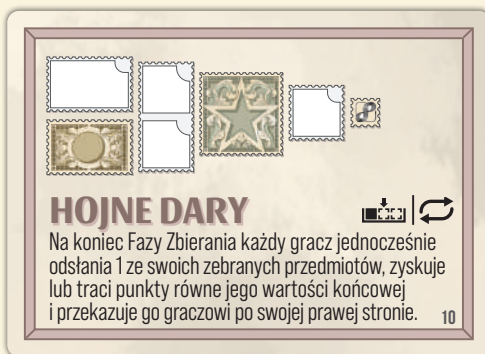 HOJNE DARY
Na koniec Fazy Zbierania każdy gracz jednocześnie
odsłania 1 ze swoich zebranych przedmiotów, zyskuje
lub traci punkty równe jego wartości końcowej
i przekazuje go graczowi po swojej prawej stronie.
10